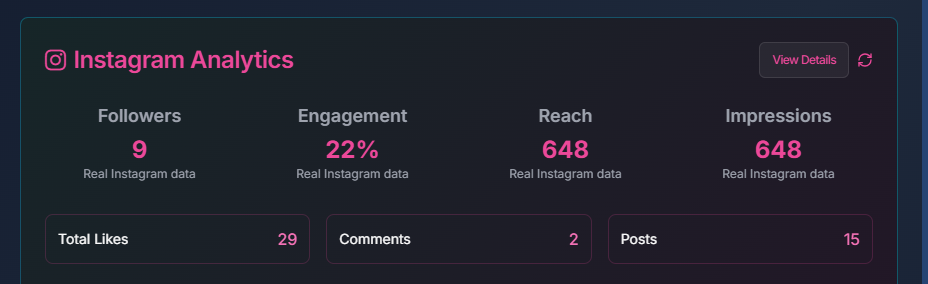 Instagram Analytics
View Details
Followers
Engagement
Reach
Impressions
9
22%
648
648
Real Instagram data
Real Instagram data
Real Instagram data
Real Instagram data
Total Likes
29
Comments
2
Posts
15